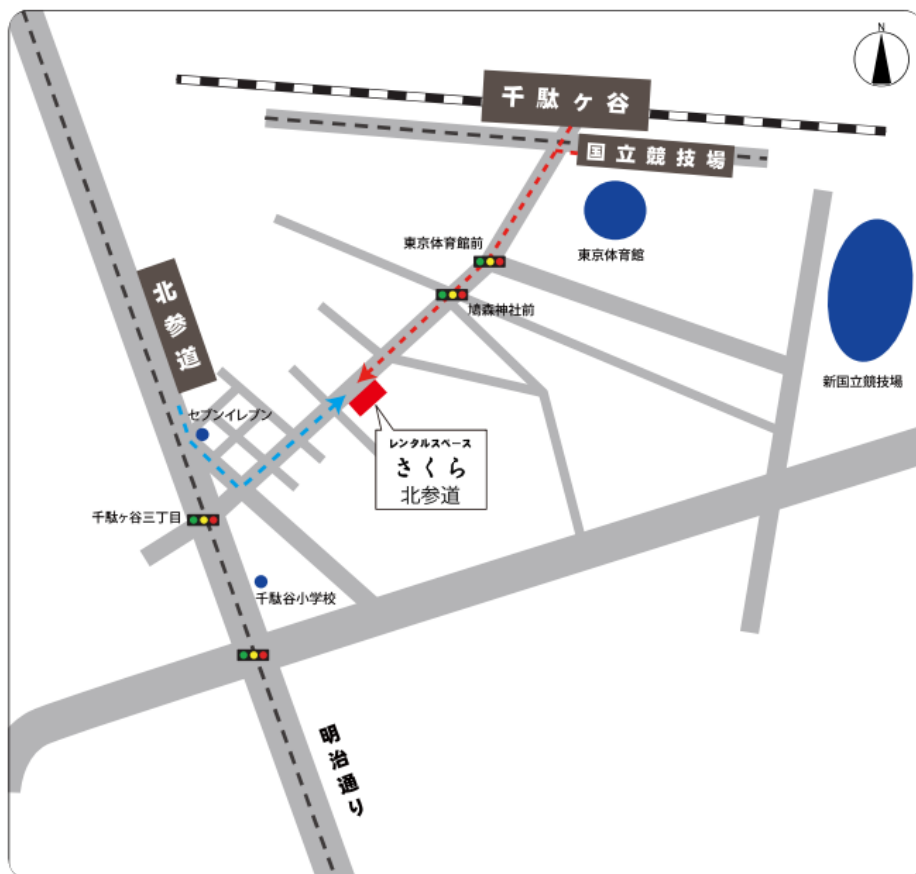 N
千駄ヶ谷
国立競技場
東京体育館前
東京体育館
鳩森神社前
北参道
新国立競技場
セブンイレブン
レンタルスペース
さくら
北参道
千駄ヶ谷三丁目
千駄谷小学校
明治通り